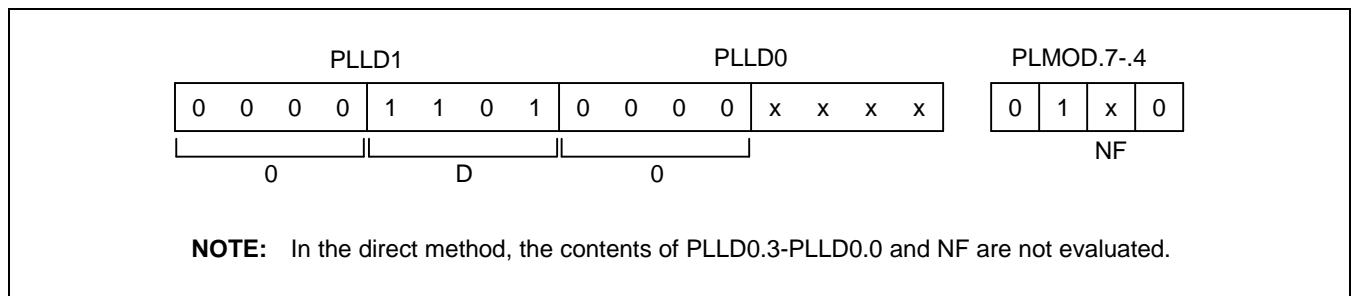 PLLD1 PLLD0 PLMOD.7-.4
0 0 0 0 1 1 0 1 0 0 0 0 x x x x 0 1 x 0
0 D 0 NF
NOTE: In the direct method, the contents of PLLD0.3-PLLD0.0 and NF are not evaluated.